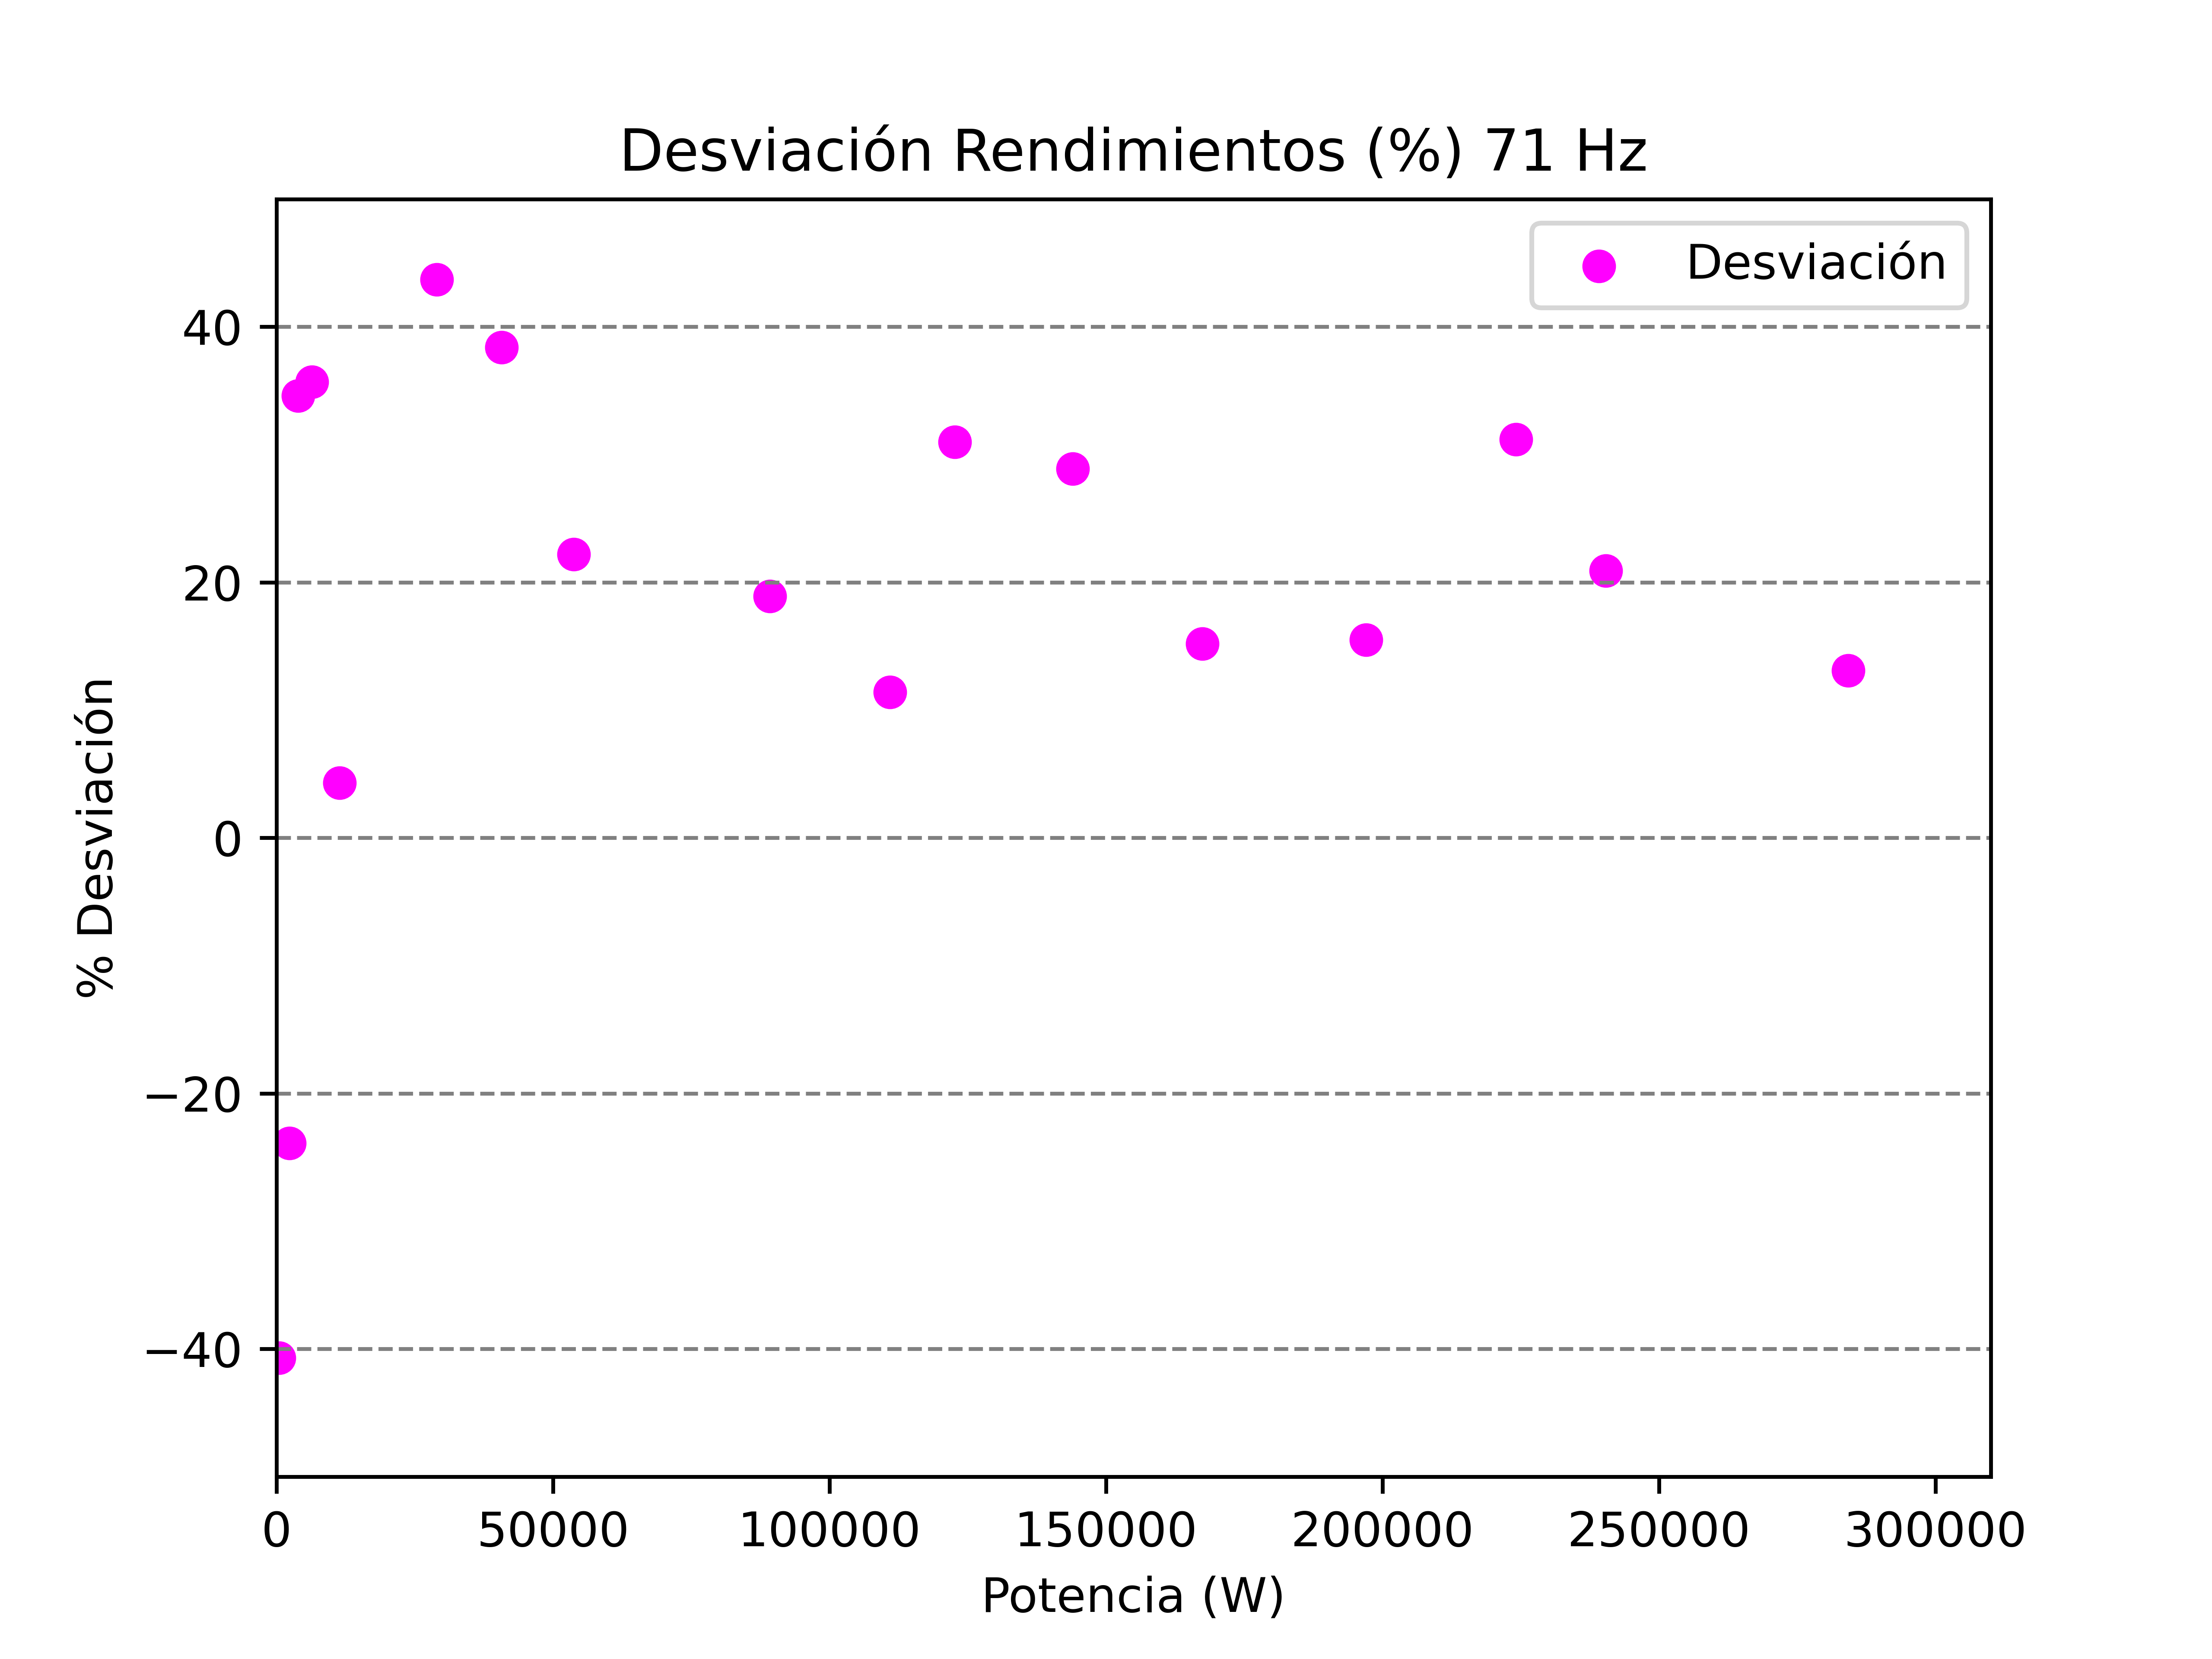 Desviación Rendimientos (%) 71 Hz
Desviación
40
20
0
−20
−40
% Desviación
0 50000 100000 150000 200000 250000 300000
Potencia (W)